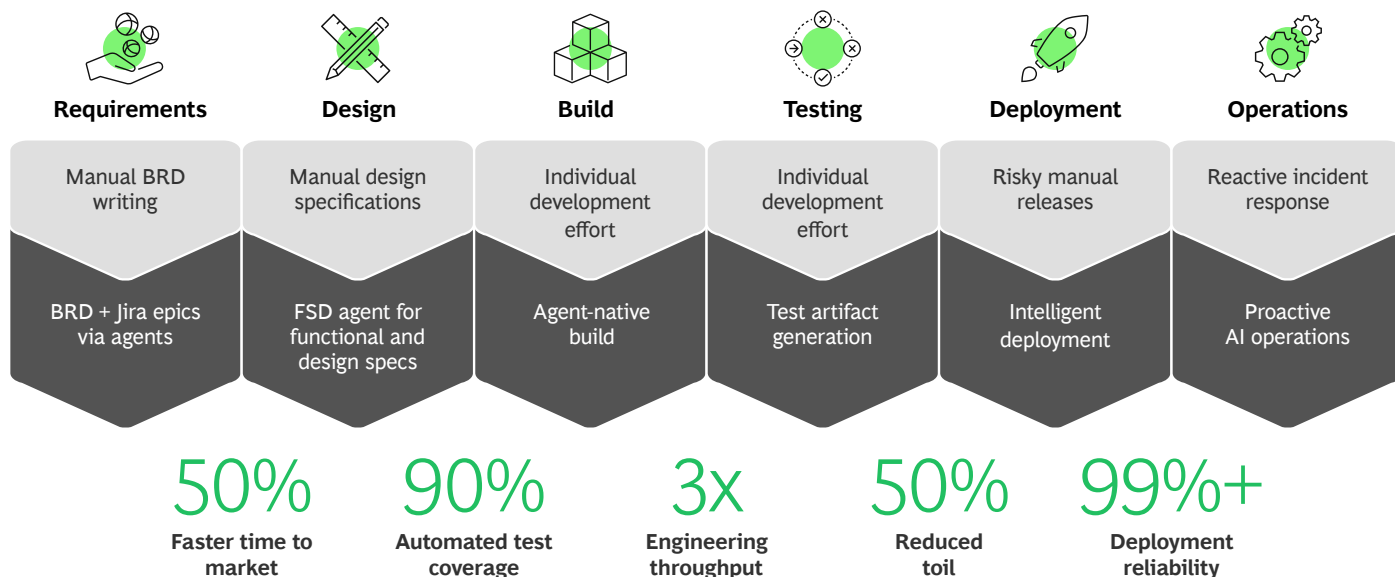 Requirements
Design
Build
Testing
Deployment
Operations
Manual BRD
writing
Manual design
specifications
Individual
development
effort
Individual
development
effort
Risky manual
releases
Reactive incident
response
BRD + Jira epics
via agents
FSD agent for
functional and
design specs
Agent-native
build
Test artifact
generation
Intelligent
deployment
Proactive
AI operations
50%
Faster time to
market
90%
Automated test
coverage
3x
Engineering
throughput
50%
Reduced
toil
99%+
Deployment
reliability